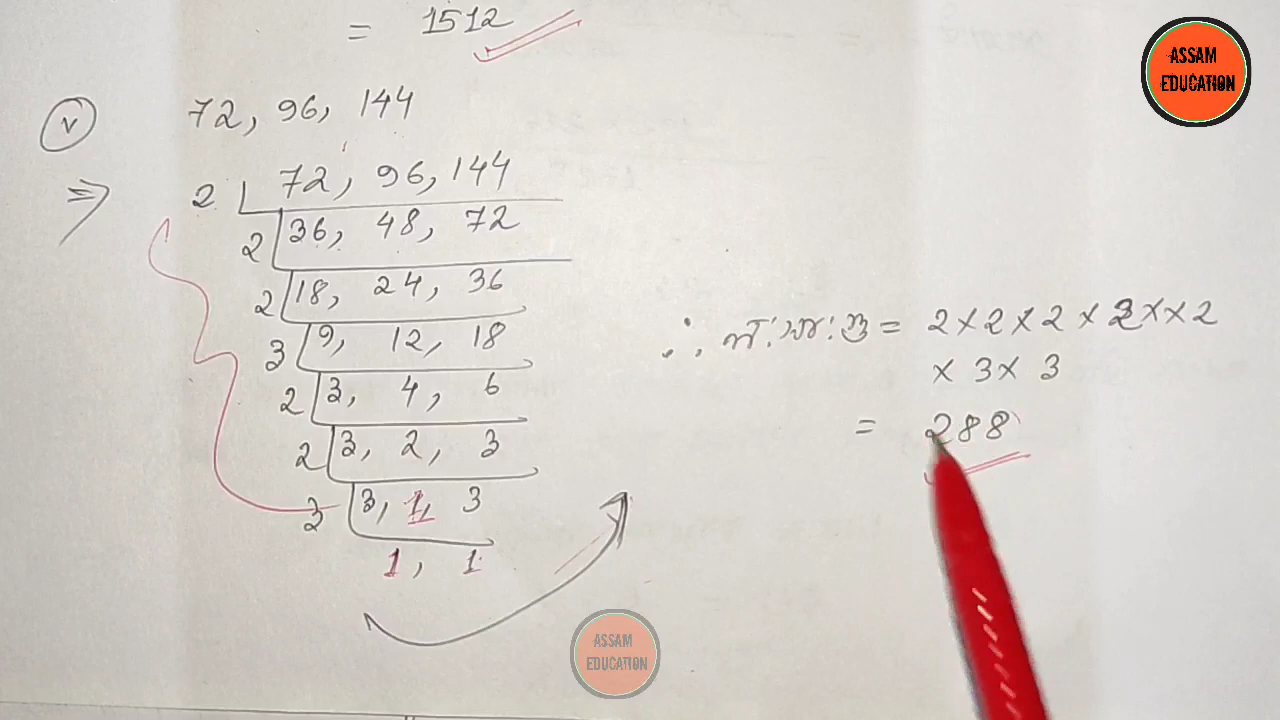 = 1512
v 72, 96, 144
⇒ 2 72, 96, 144
2 36, 48, 72
2 18, 24, 36
3 9, 12, 18
2 3, 4, 6
2 3, 2, 3
3 3, 1, 3
1, 1
∴ ল.সা.গু = 2 × 2 × 2 × 2 × × 2
× 3 × 3
= 288
ASSAM
EDUCATION
ASSAM
EDUCATION